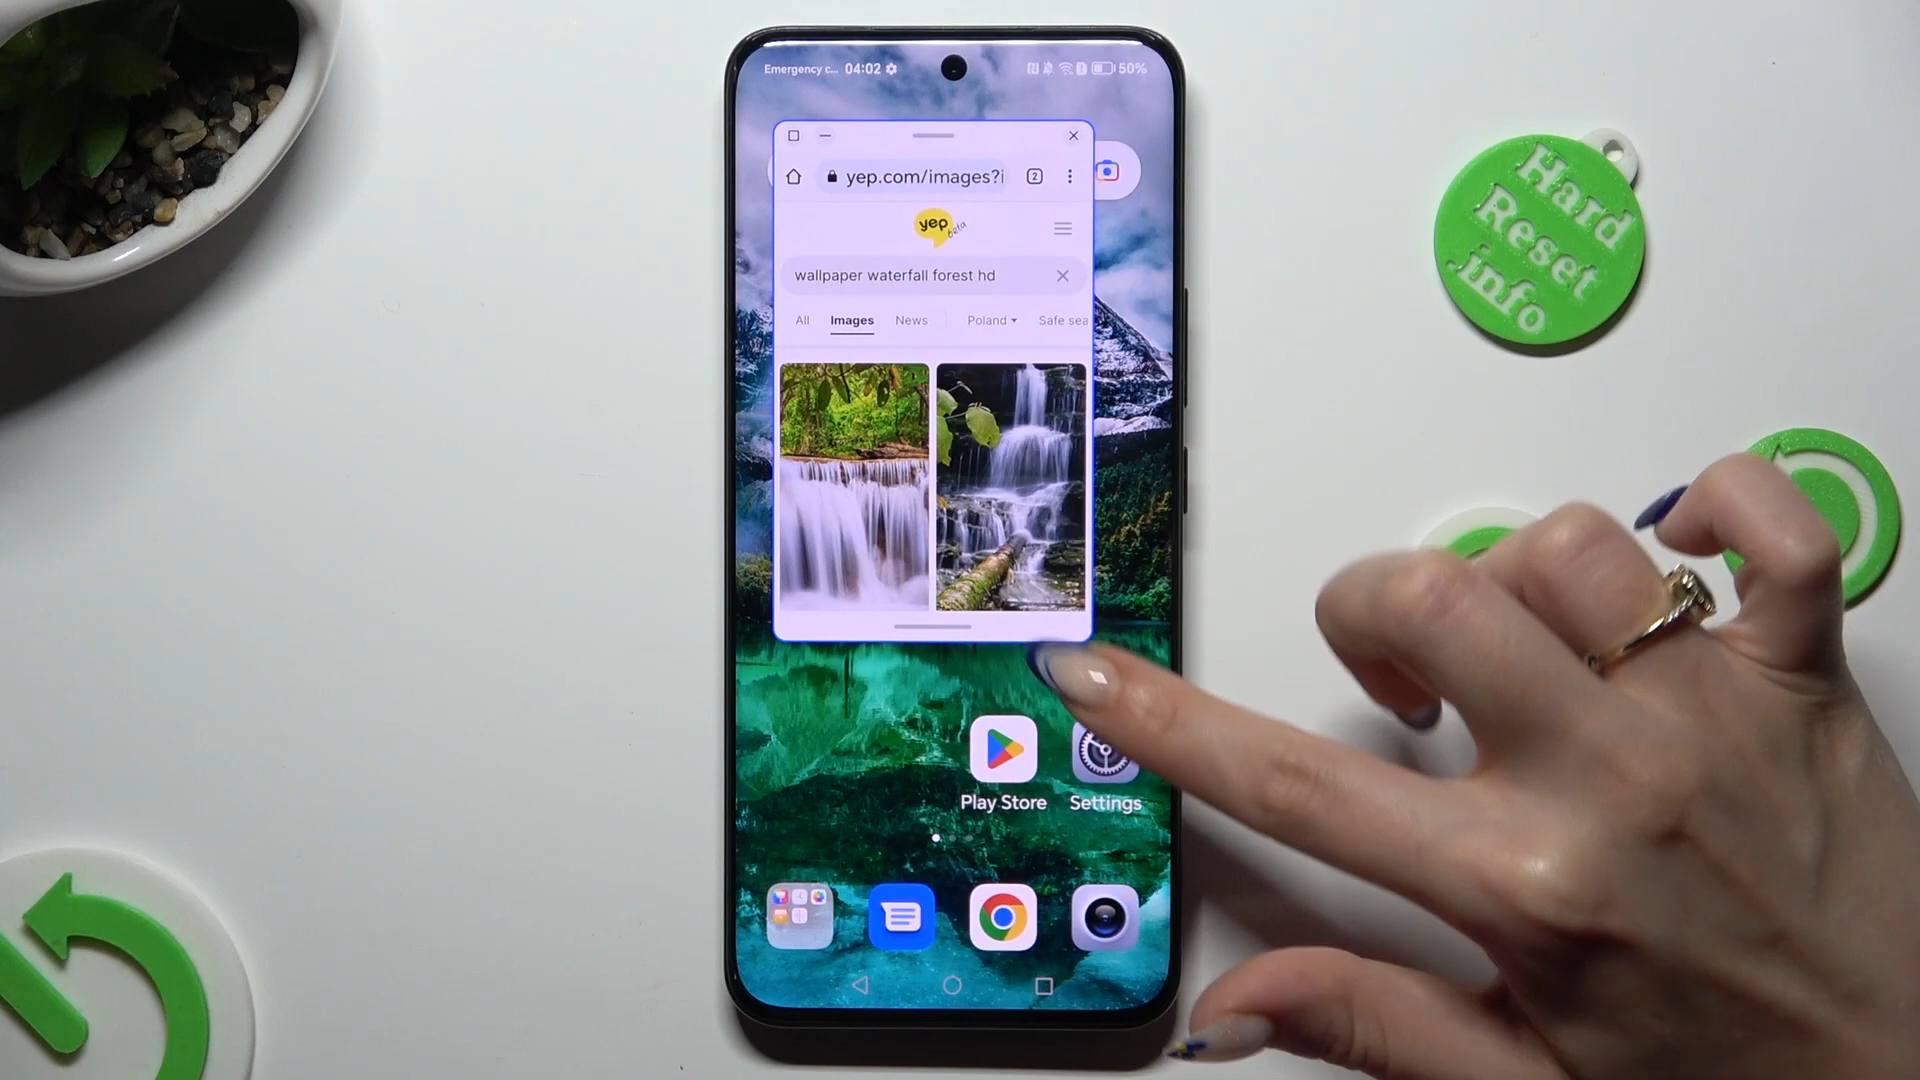 Emergency c... 04:02 50%
yep.com/images?i 2
yep beta
wallpaper waterfall forest hd
All Images News Poland Safe sea
Play Store Settings
Hard
Reset
.info